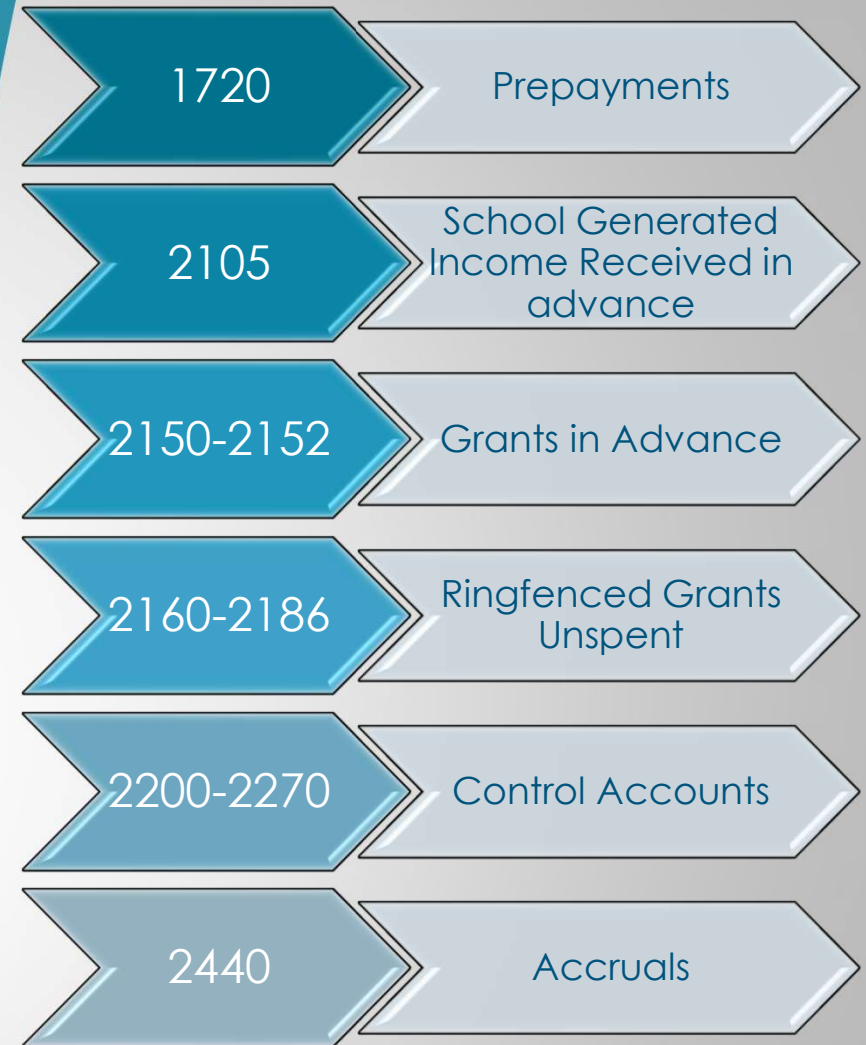 1720
Prepayments
2105
School Generated
Income Received in
advance
2150-2152
Grants in Advance
2160-2186
Ringfenced Grants
Unspent
2200-2270
Control Accounts
2440
Accruals